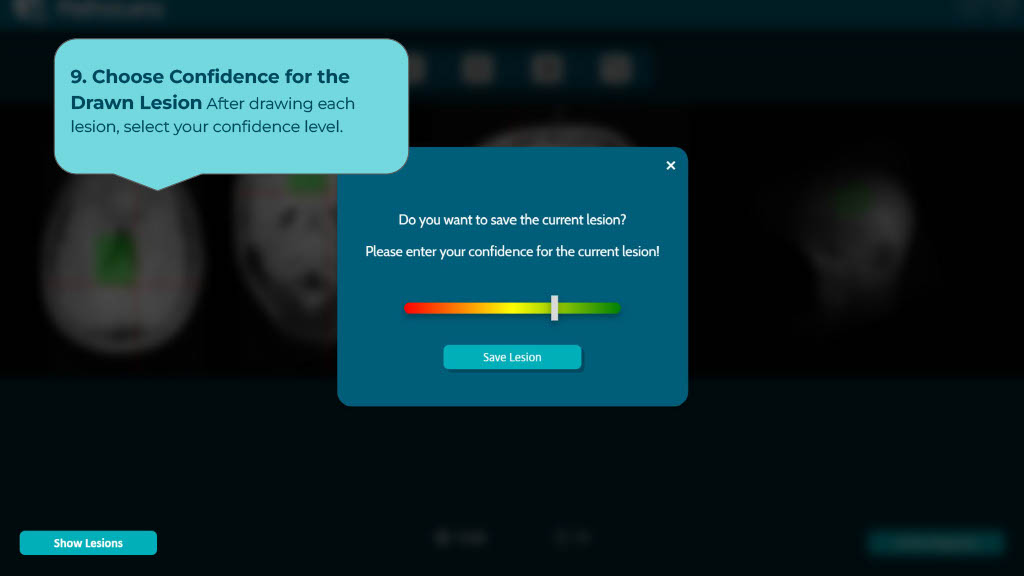 9. Choose Confidence for the
Drawn Lesion After drawing each
lesion, select your confidence level.
×
Do you want to save the current lesion?
Please enter your confidence for the current lesion!
Save Lesion
Show Lesions